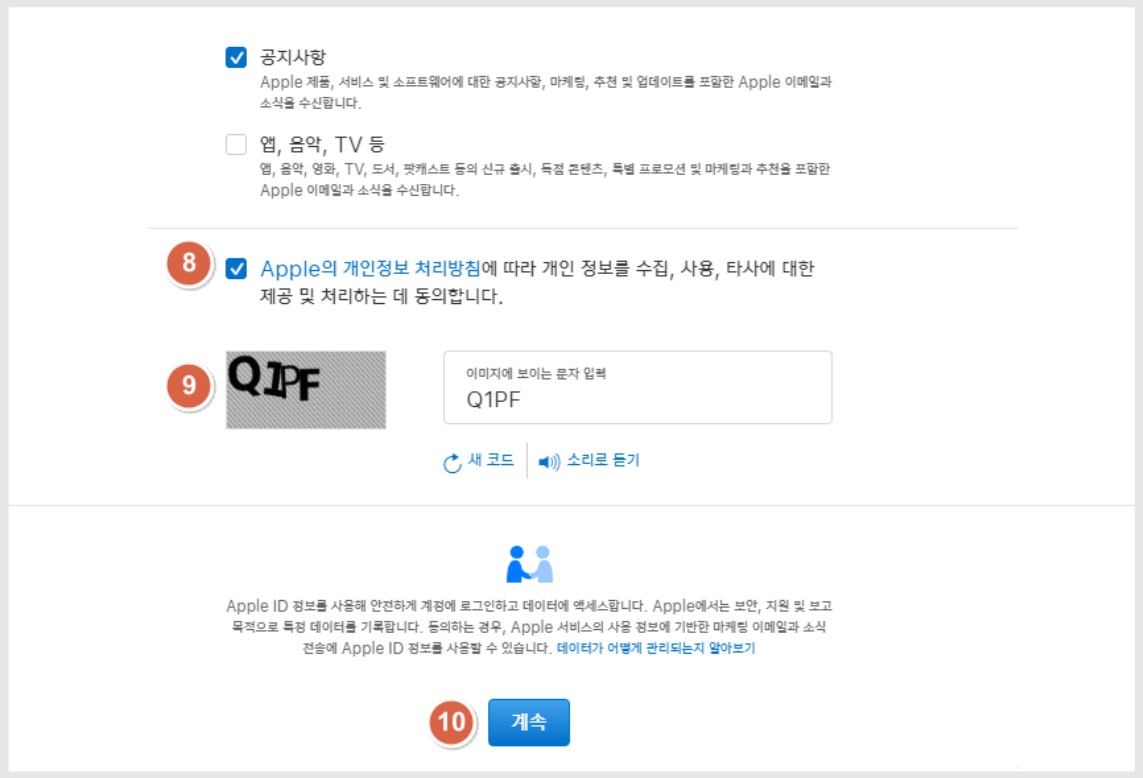 공지사항
Apple 제품, 서비스 및 소프트웨어에 대한 공지사항, 마케팅, 추천 및 업데이트를 포함한 Apple 이메일과
소식을 수신합니다.
앱, 음악, TV 등
앱, 음악, 영화, TV, 도서, 팟캐스트 등의 신규 출시, 독점 콘텐츠, 특별 프로모션 및 마케팅과 추천을 포함한
Apple 이메일과 소식을 수신합니다.
8
Apple의 개인정보 처리방침에 따라 개인 정보를 수집, 사용, 타사에 대한
제공 및 처리하는 데 동의합니다.
9
Q1PF
이미지에 보이는 문자 입력
Q1PF
새 코드
소리로 듣기
Apple ID 정보를 사용해 안전하게 계정에 로그인하고 데이터에 액세스합니다. Apple에서는 보안, 지원 및 보고
목적으로 특정 데이터를 기록합니다. 동의하는 경우, Apple 서비스의 사용 정보에 기반한 마케팅 이메일과 소식
전송에 Apple ID 정보를 사용할 수 있습니다. 데이터가 어떻게 관리되는지 알아보기
10
계속